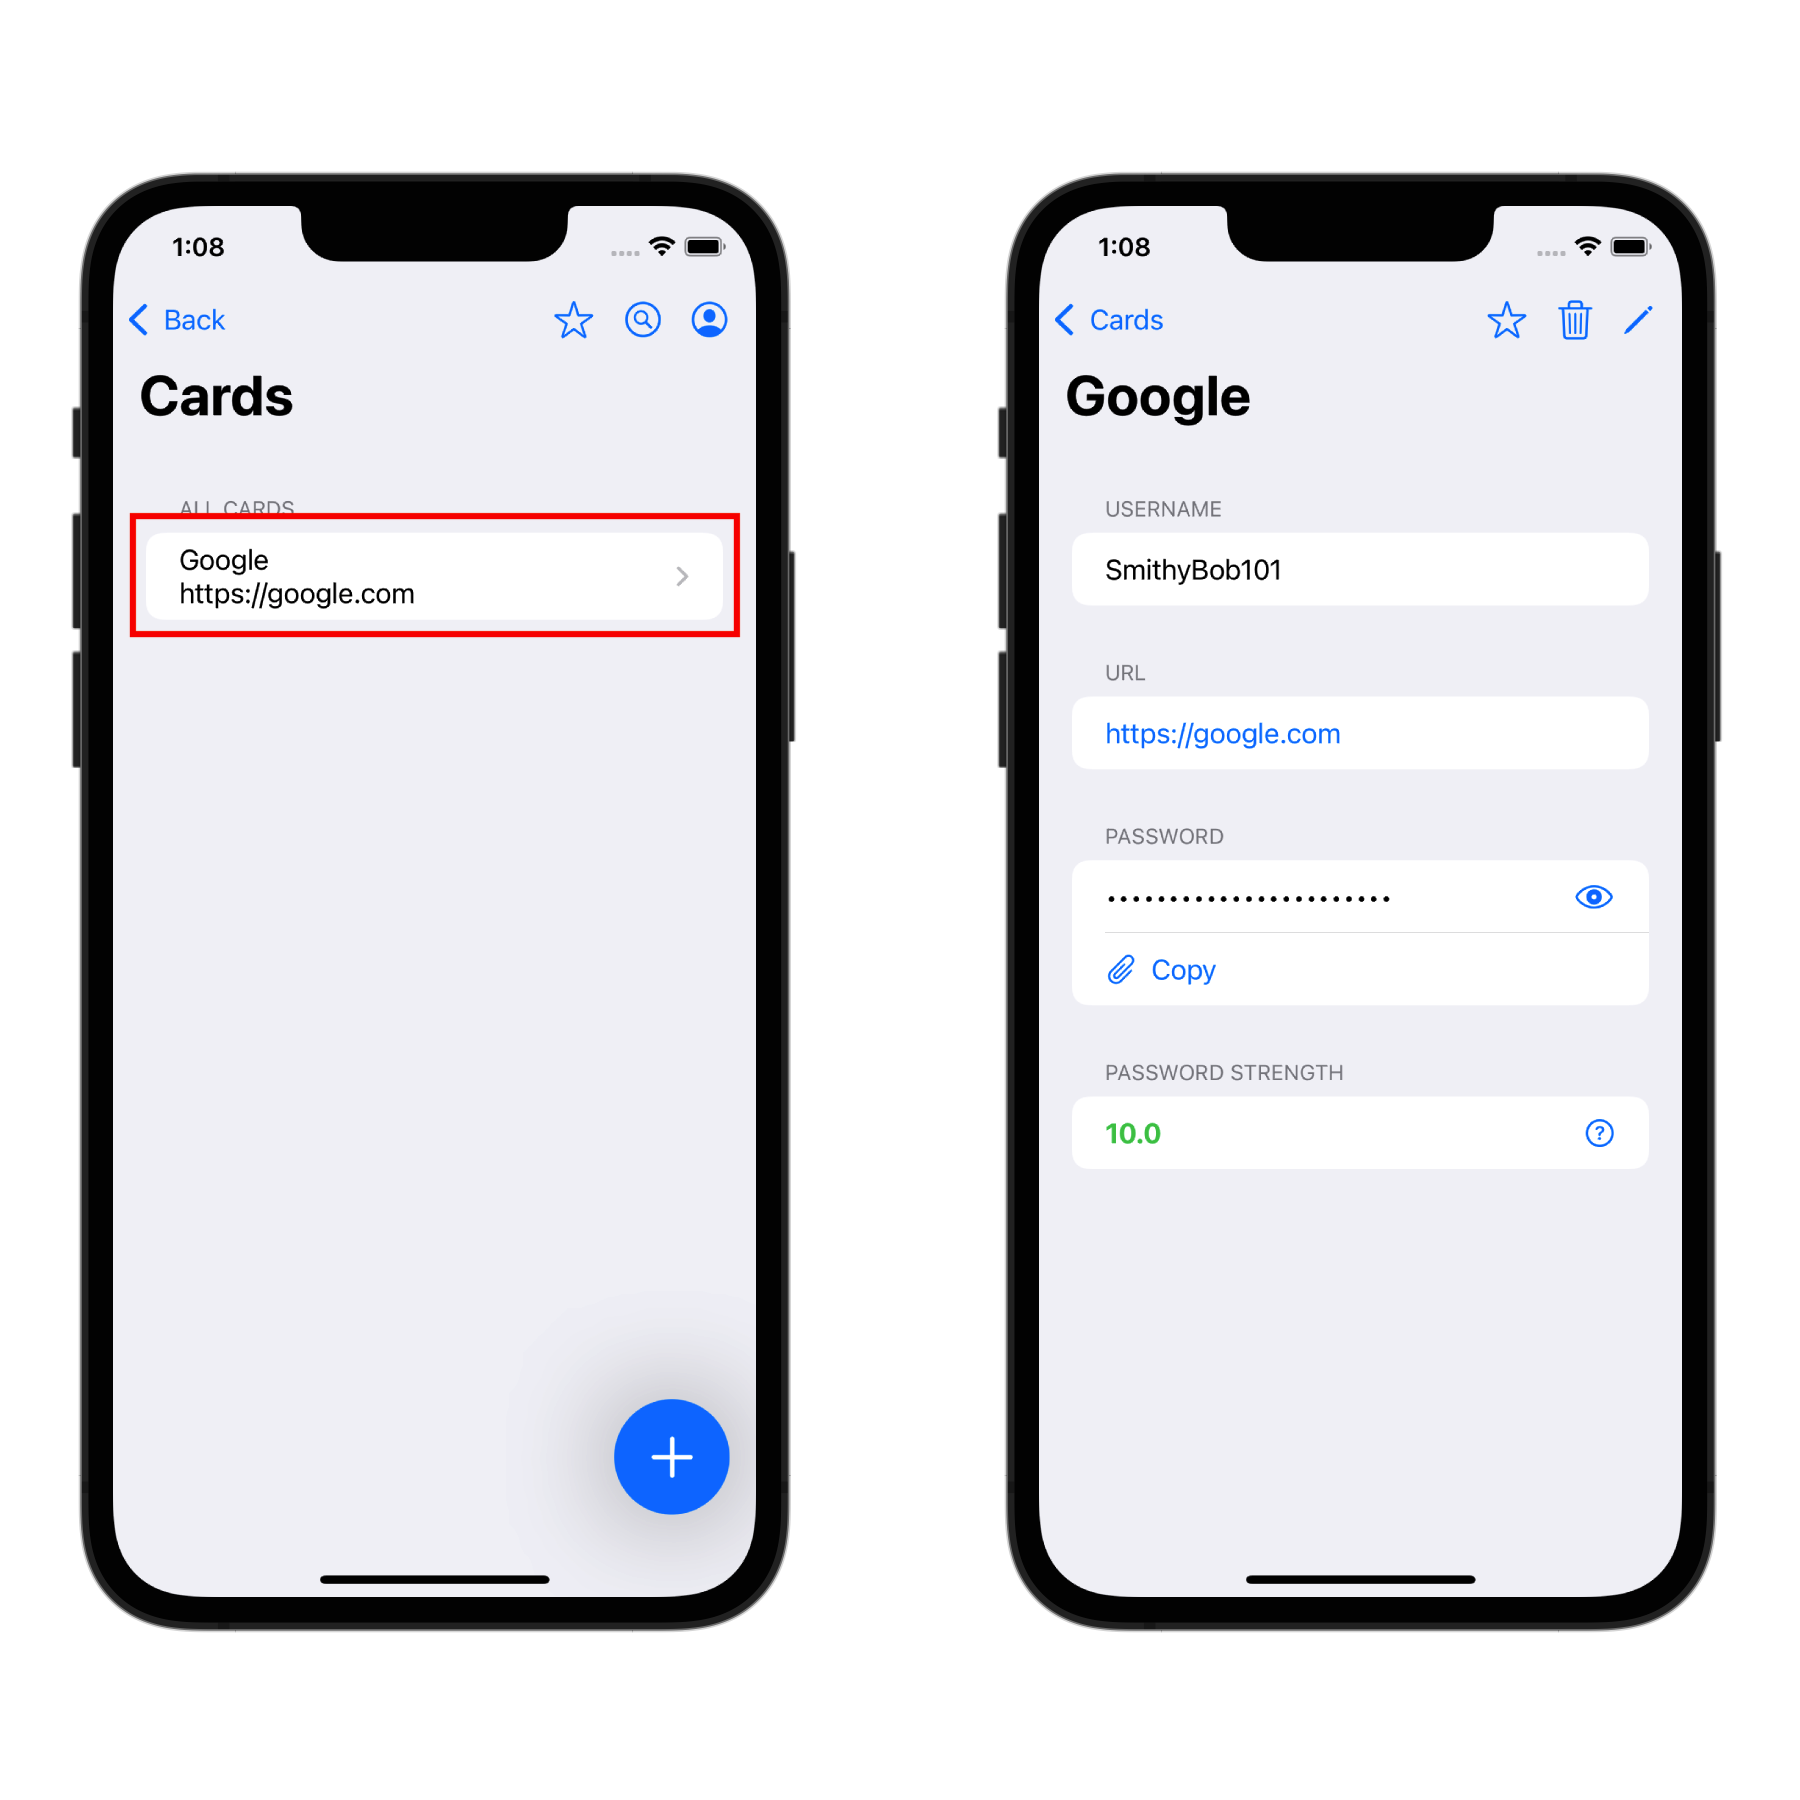 1:08
Back
Cards
ALL CARDS
Google
https://google.com
1:08
Cards
Google
USERNAME
SmithyBob101
URL
https://google.com
PASSWORD
•••••••••••••••••••••••
Copy
PASSWORD STRENGTH
10.0
?